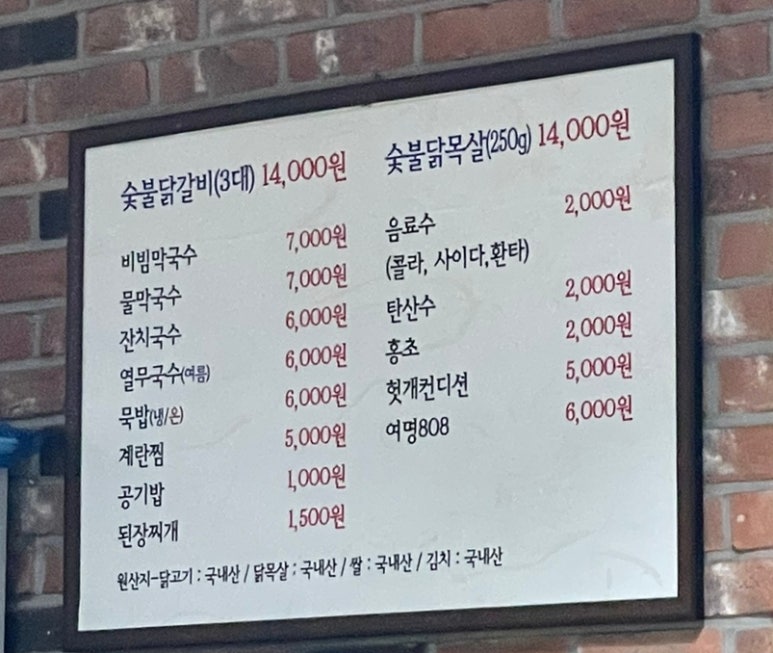 숯불닭갈비(3대) 14,000원
비빔막국수 7,000원
물막국수 7,000원
잔치국수 6,000원
열무국수(여름) 6,000원
묵밥(냉/온) 6,000원
계란찜 5,000원
공기밥 1,000원
된장찌개 1,500원
숯불닭목살(250g) 14,000원
음료수 2,000원
(콜라, 사이다,환타)
탄산수 2,000원
홍초 2,000원
헛개컨디션 5,000원
여명808 6,000원
원산지-닭고기 : 국내산 / 닭목살 : 국내산 / 쌀 : 국내산 / 김치 : 국내산